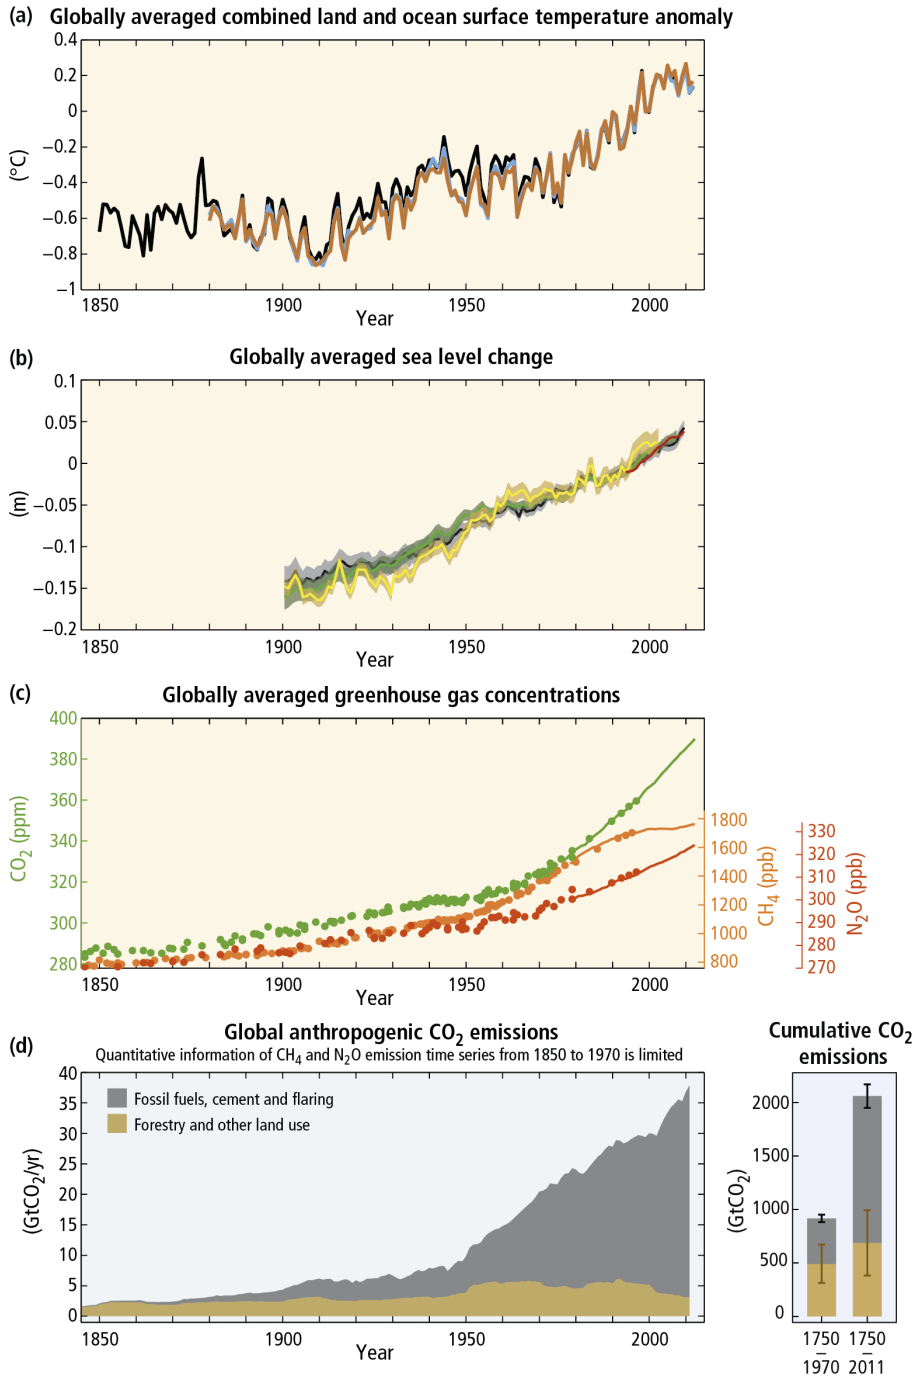 (a) Globally averaged combined land and ocean surface temperature anomaly
0.4
0.2
0
−0.2
−0.4
−0.6
−0.8
−1
(°C)
1850 1900 1950 2000
Year
(b) Globally averaged sea level change
0.1
0.05
0
−0.05
−0.1
−0.15
−0.2
(m)
1850 1900 1950 2000
Year
(c) Globally averaged greenhouse gas concentrations
400
380
360
340
320
300
280
CO₂ (ppm)
1800
1600
1400
1200
1000
800
CH₄ (ppb)
330
320
310
300
290
280
270
N₂O (ppb)
1850 1900 1950 2000
Year
(d) Global anthropogenic CO₂ emissions
Quantitative information of CH₄ and N₂O emission time series from 1850 to 1970 is limited
40
35
30
25
20
15
10
5
0
(GtCO₂/yr)
Fossil fuels, cement and flaring
Forestry and other land use
1850 1900 1950 2000
Year
Cumulative CO₂
emissions
2000
1500
1000
500
0
(GtCO₂)
1750 1750
– –
1970 2011